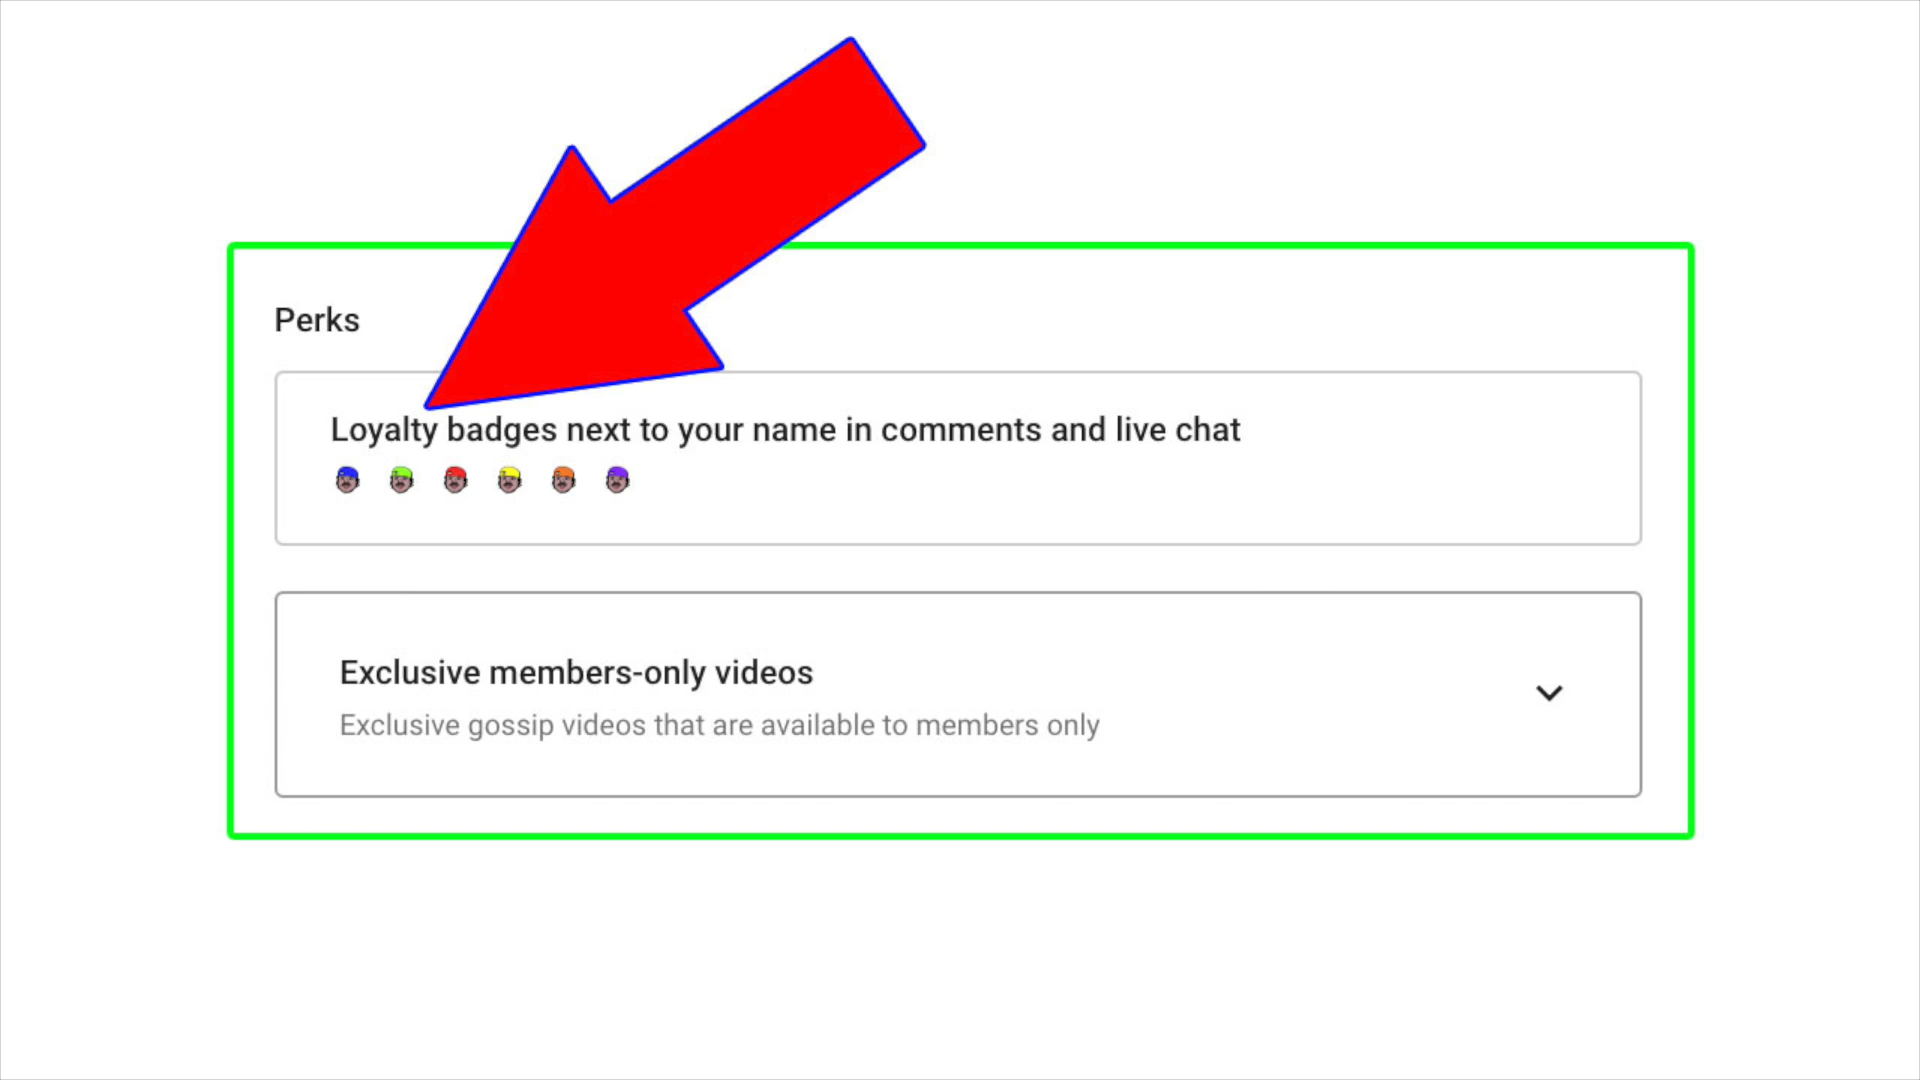 Perks
Loyalty badges next to your name in comments and live chat
Exclusive members-only videos
Exclusive gossip videos that are available to members only